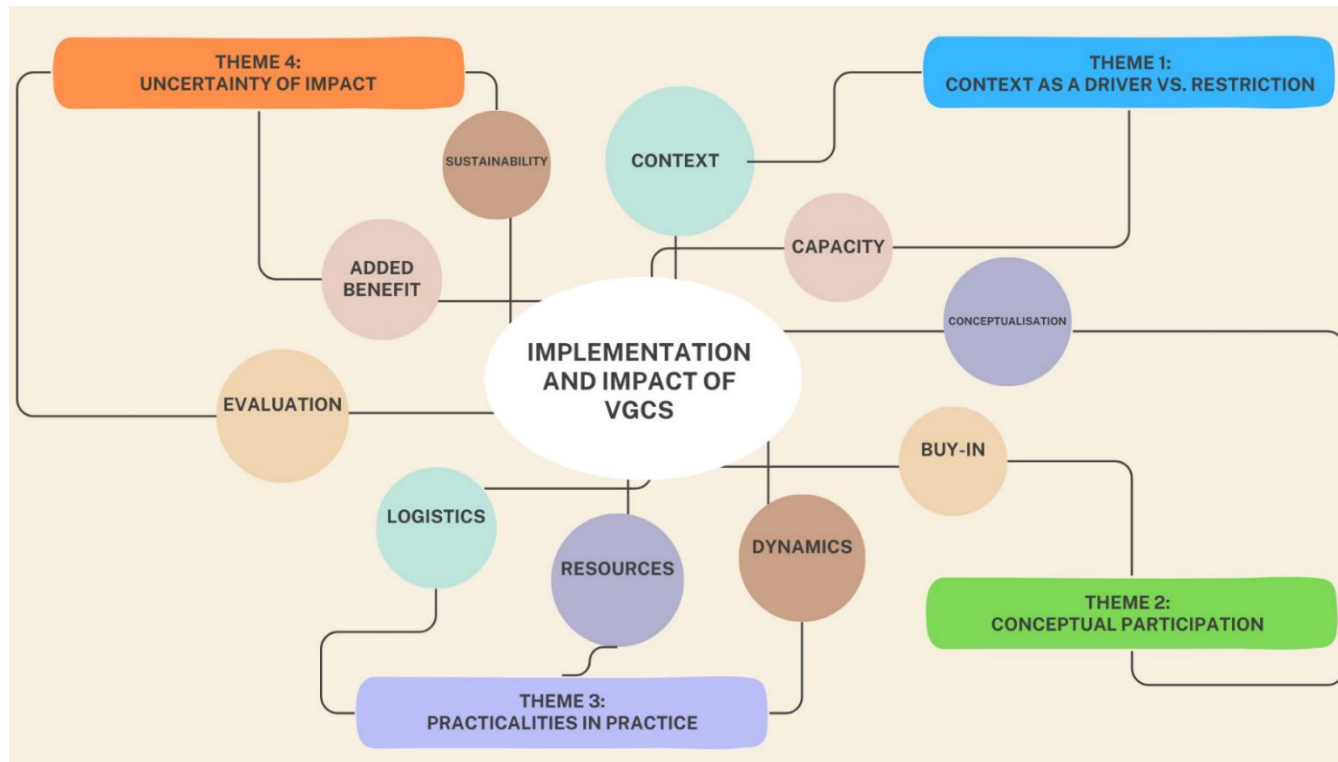 THEME 4:
UNCERTAINTY OF IMPACT
THEME 1:
CONTEXT AS A DRIVER VS. RESTRICTION
SUSTAINABILITY
CONTEXT
CAPACITY
ADDED
BENEFIT
CONCEPTUALISATION
IMPLEMENTATION
AND IMPACT OF
VGCS
EVALUATION
BUY-IN
LOGISTICS
RESOURCES
DYNAMICS
THEME 2:
CONCEPTUAL PARTICIPATION
THEME 3:
PRACTICALITIES IN PRACTICE